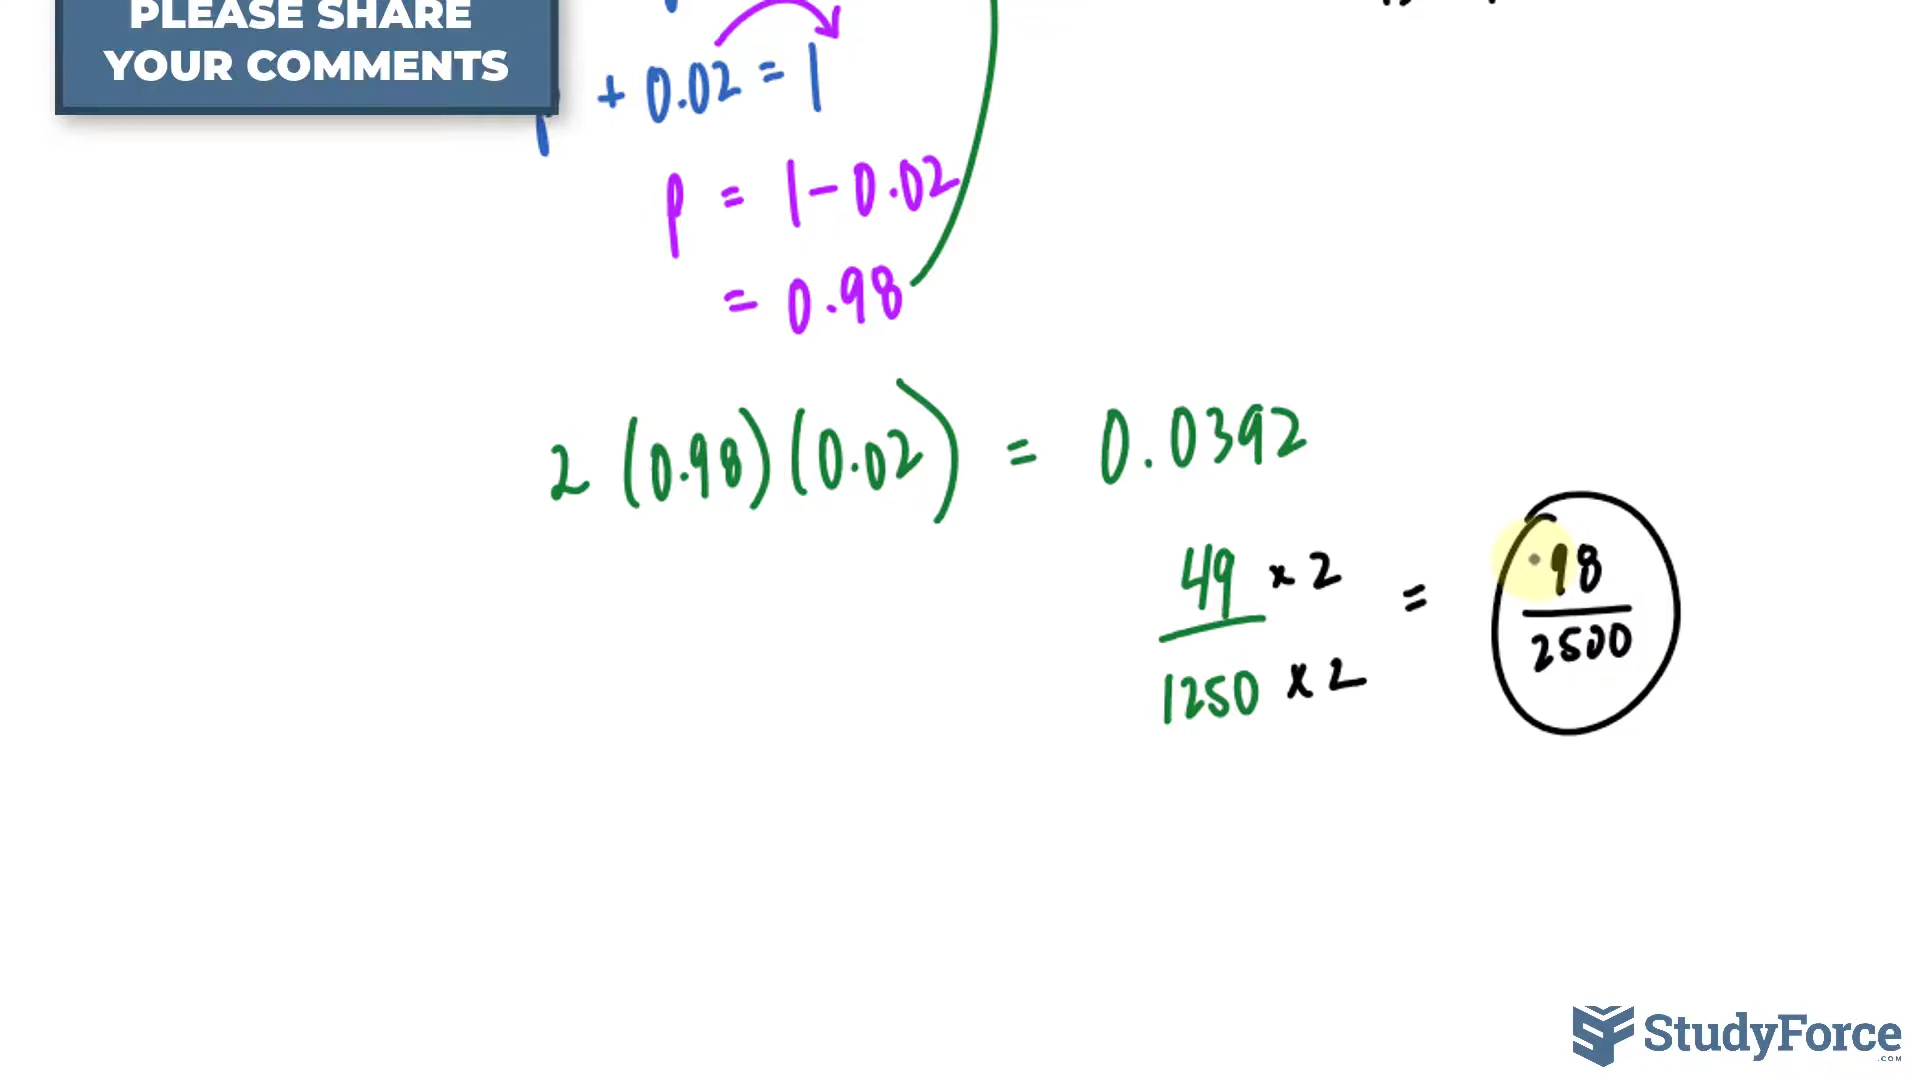 PLEASE SHARE
YOUR COMMENTS
+ 0.02 = 1
p = 1 - 0.02
= 0.98
2 (0.98)(0.02) = 0.0392
49 × 2 = 98
1250 × 2 2500
StudyForce
.COM